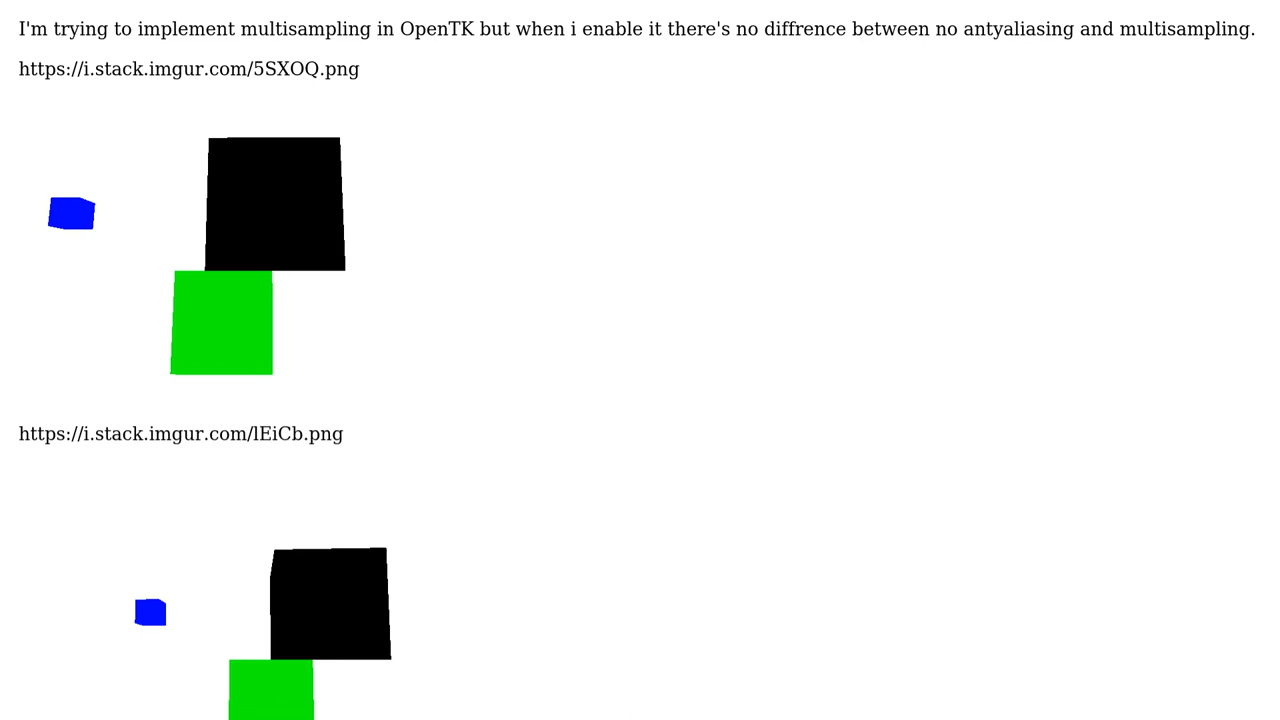 I'm trying to implement multisampling in OpenTK but when i enable it there's no diffrence between no antyaliasing and multisampling.
https://i.stack.imgur.com/5SXOQ.png
https://i.stack.imgur.com/lEiCb.png